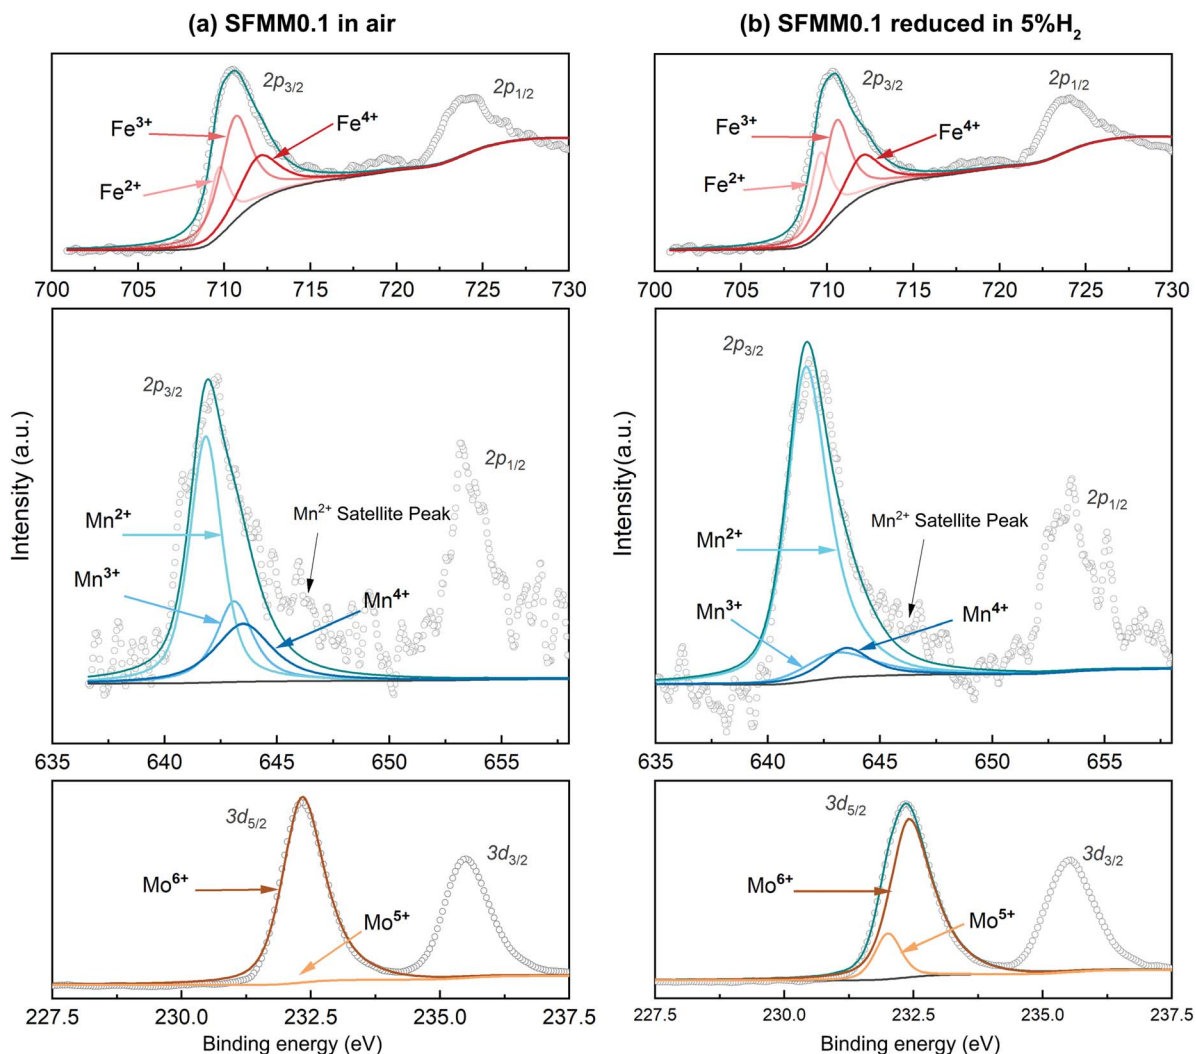 (a) SFMM0.1 in air
2p3/2
2p1/2
Fe3+
Fe4+
Fe2+
700 705 710 715 720 725 730
2p3/2
2p1/2
Mn2+
Mn2+ Satellite Peak
Mn3+
Mn4+
Intensity (a.u.)
635 640 645 650 655
3d5/2
3d3/2
Mo6+
Mo5+
227.5 230.0 232.5 235.0 237.5
Binding energy (eV)
(b) SFMM0.1 reduced in 5%H2
2p3/2
2p1/2
Fe3+
Fe4+
Fe2+
700 705 710 715 720 725 730
2p3/2
2p1/2
Mn2+ Satellite Peak
Mn2+
Mn3+
Mn4+
Intensity(a.u.)
635 640 645 650 655
3d5/2
3d3/2
Mo6+
Mo5+
227.5 230.0 232.5 235.0 237.5
Binding energy (eV)